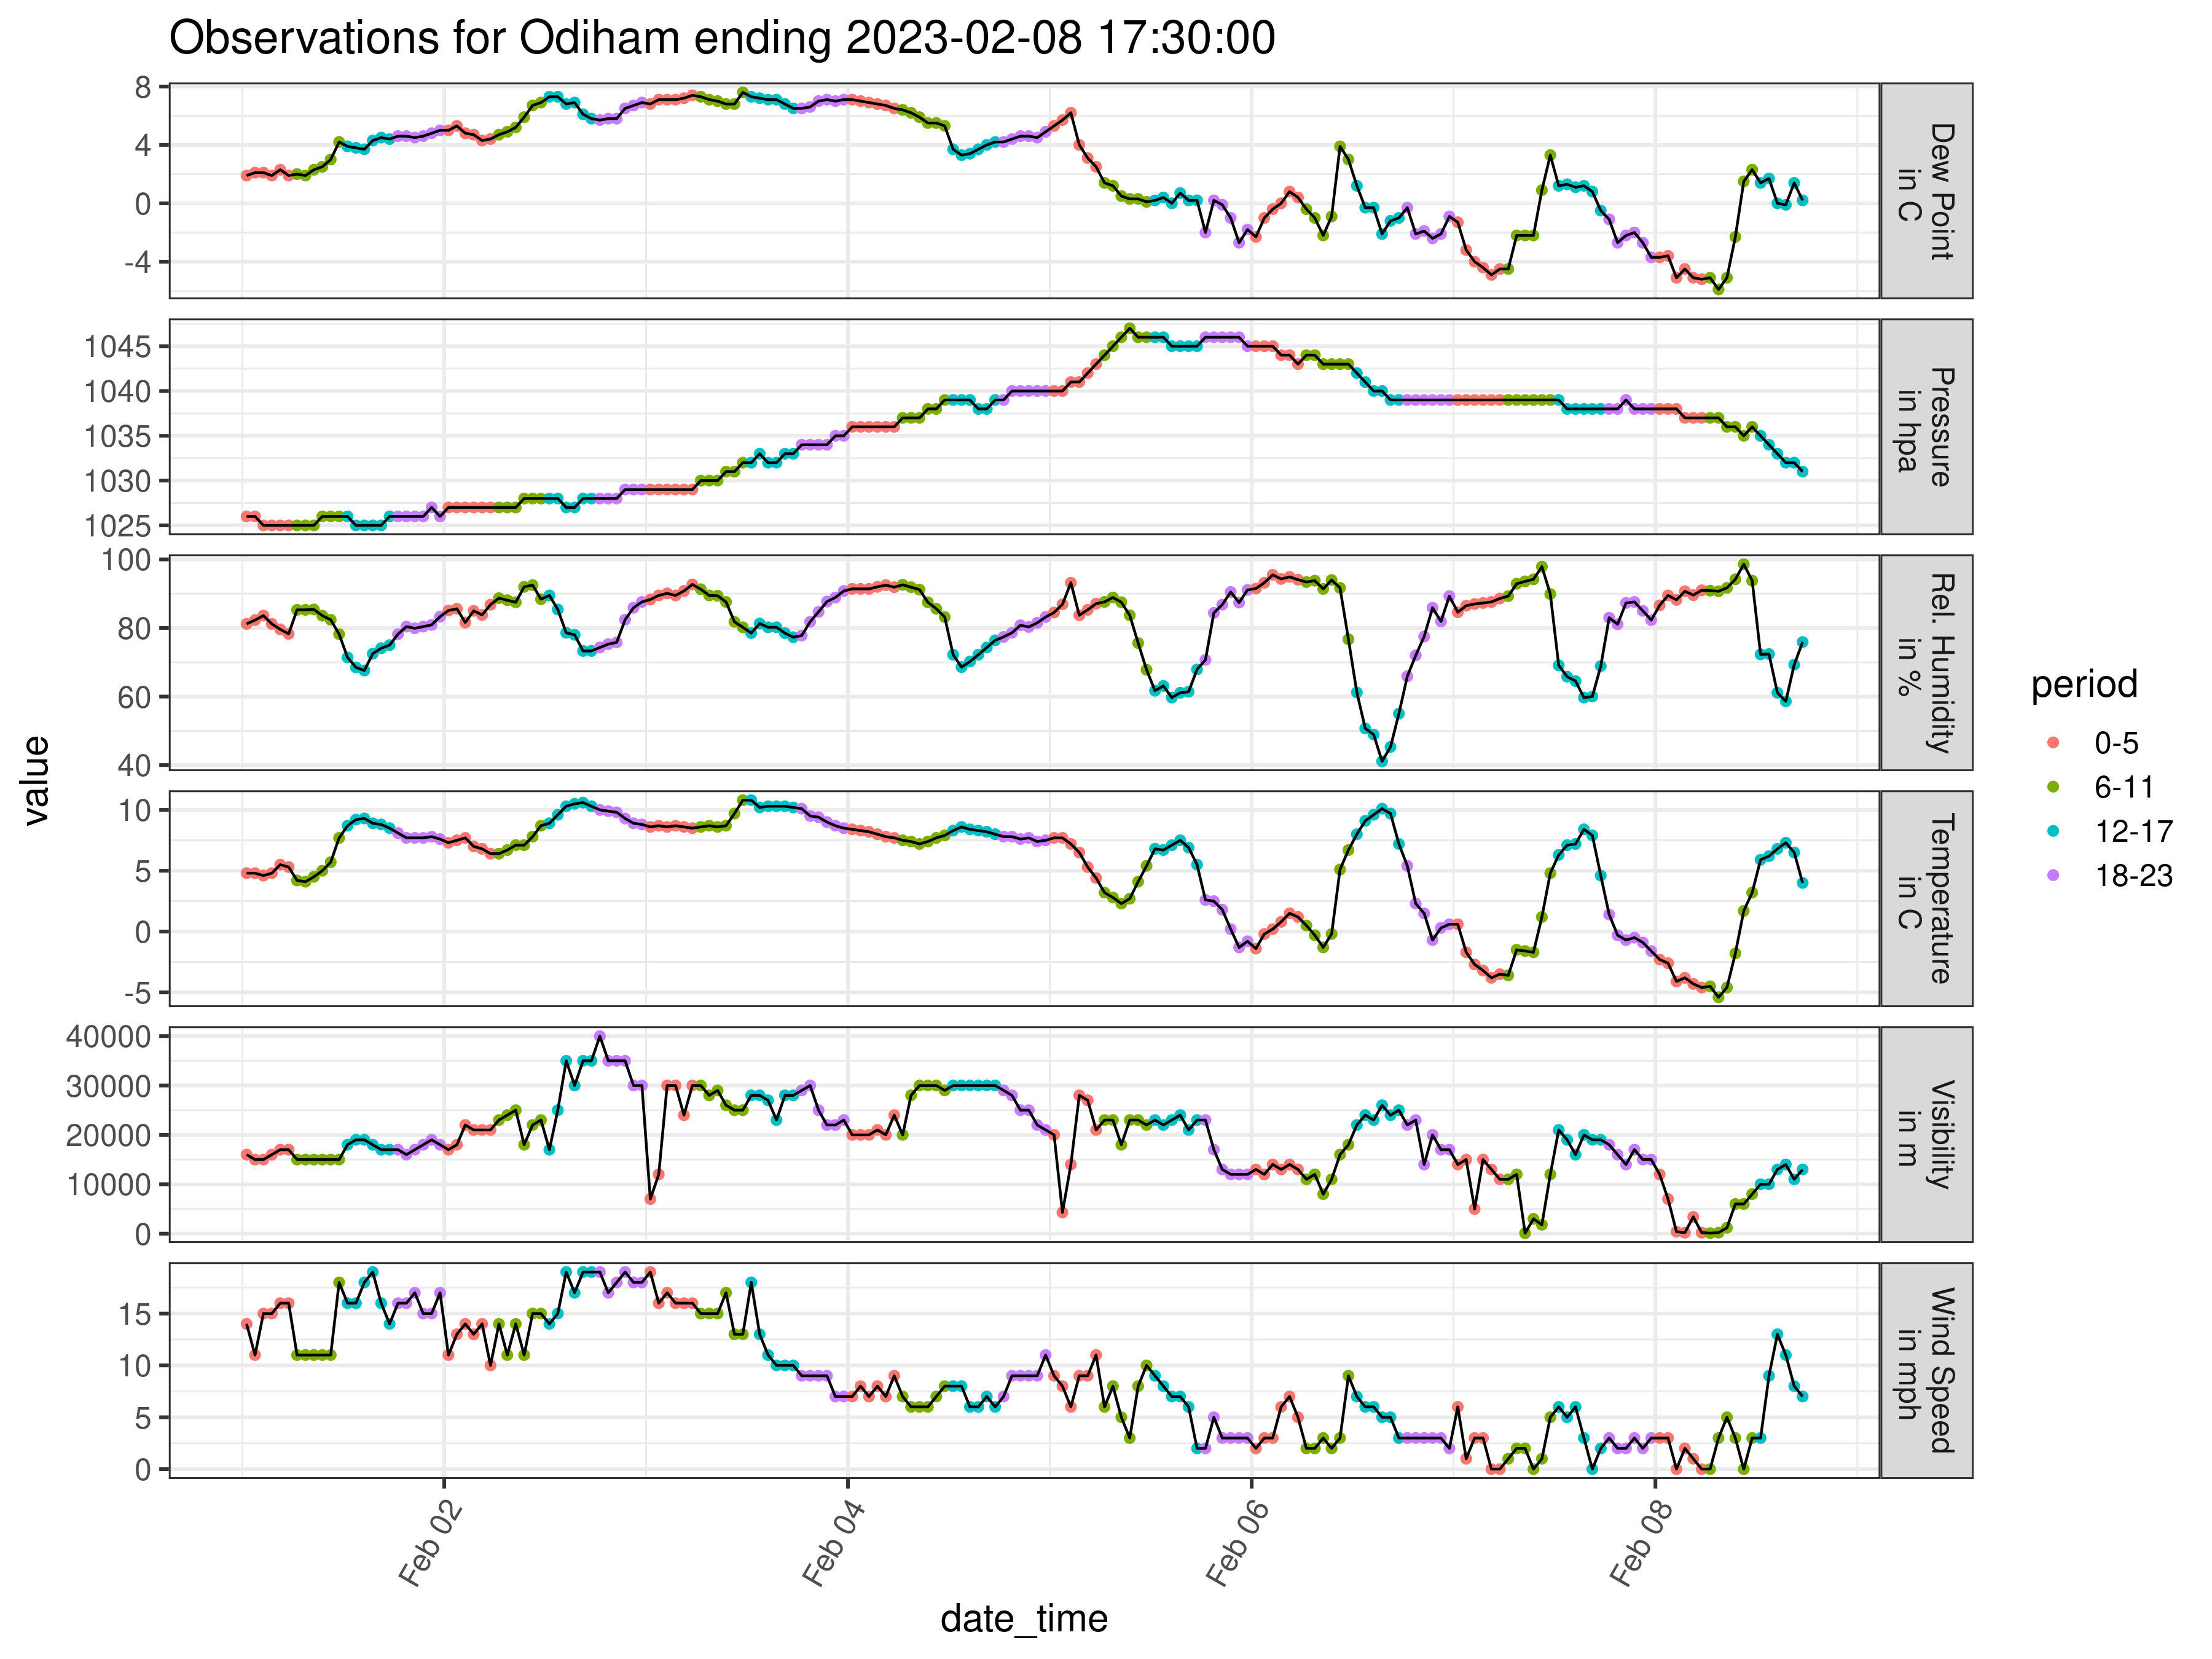 Observations for Odiham ending 2023-02-08 17:30:00
value
8
4
0
-4
Dew Point
in C
1045
1040
1035
1030
1025
Pressure
in hpa
100
80
60
40
Rel. Humidity
in %
10
5
0
-5
Temperature
in C
40000
30000
20000
10000
0
Visibility
in m
15
10
5
0
Wind Speed
in mph
Feb 02
Feb 04
Feb 06
Feb 08
date_time
period
0-5
6-11
12-17
18-23